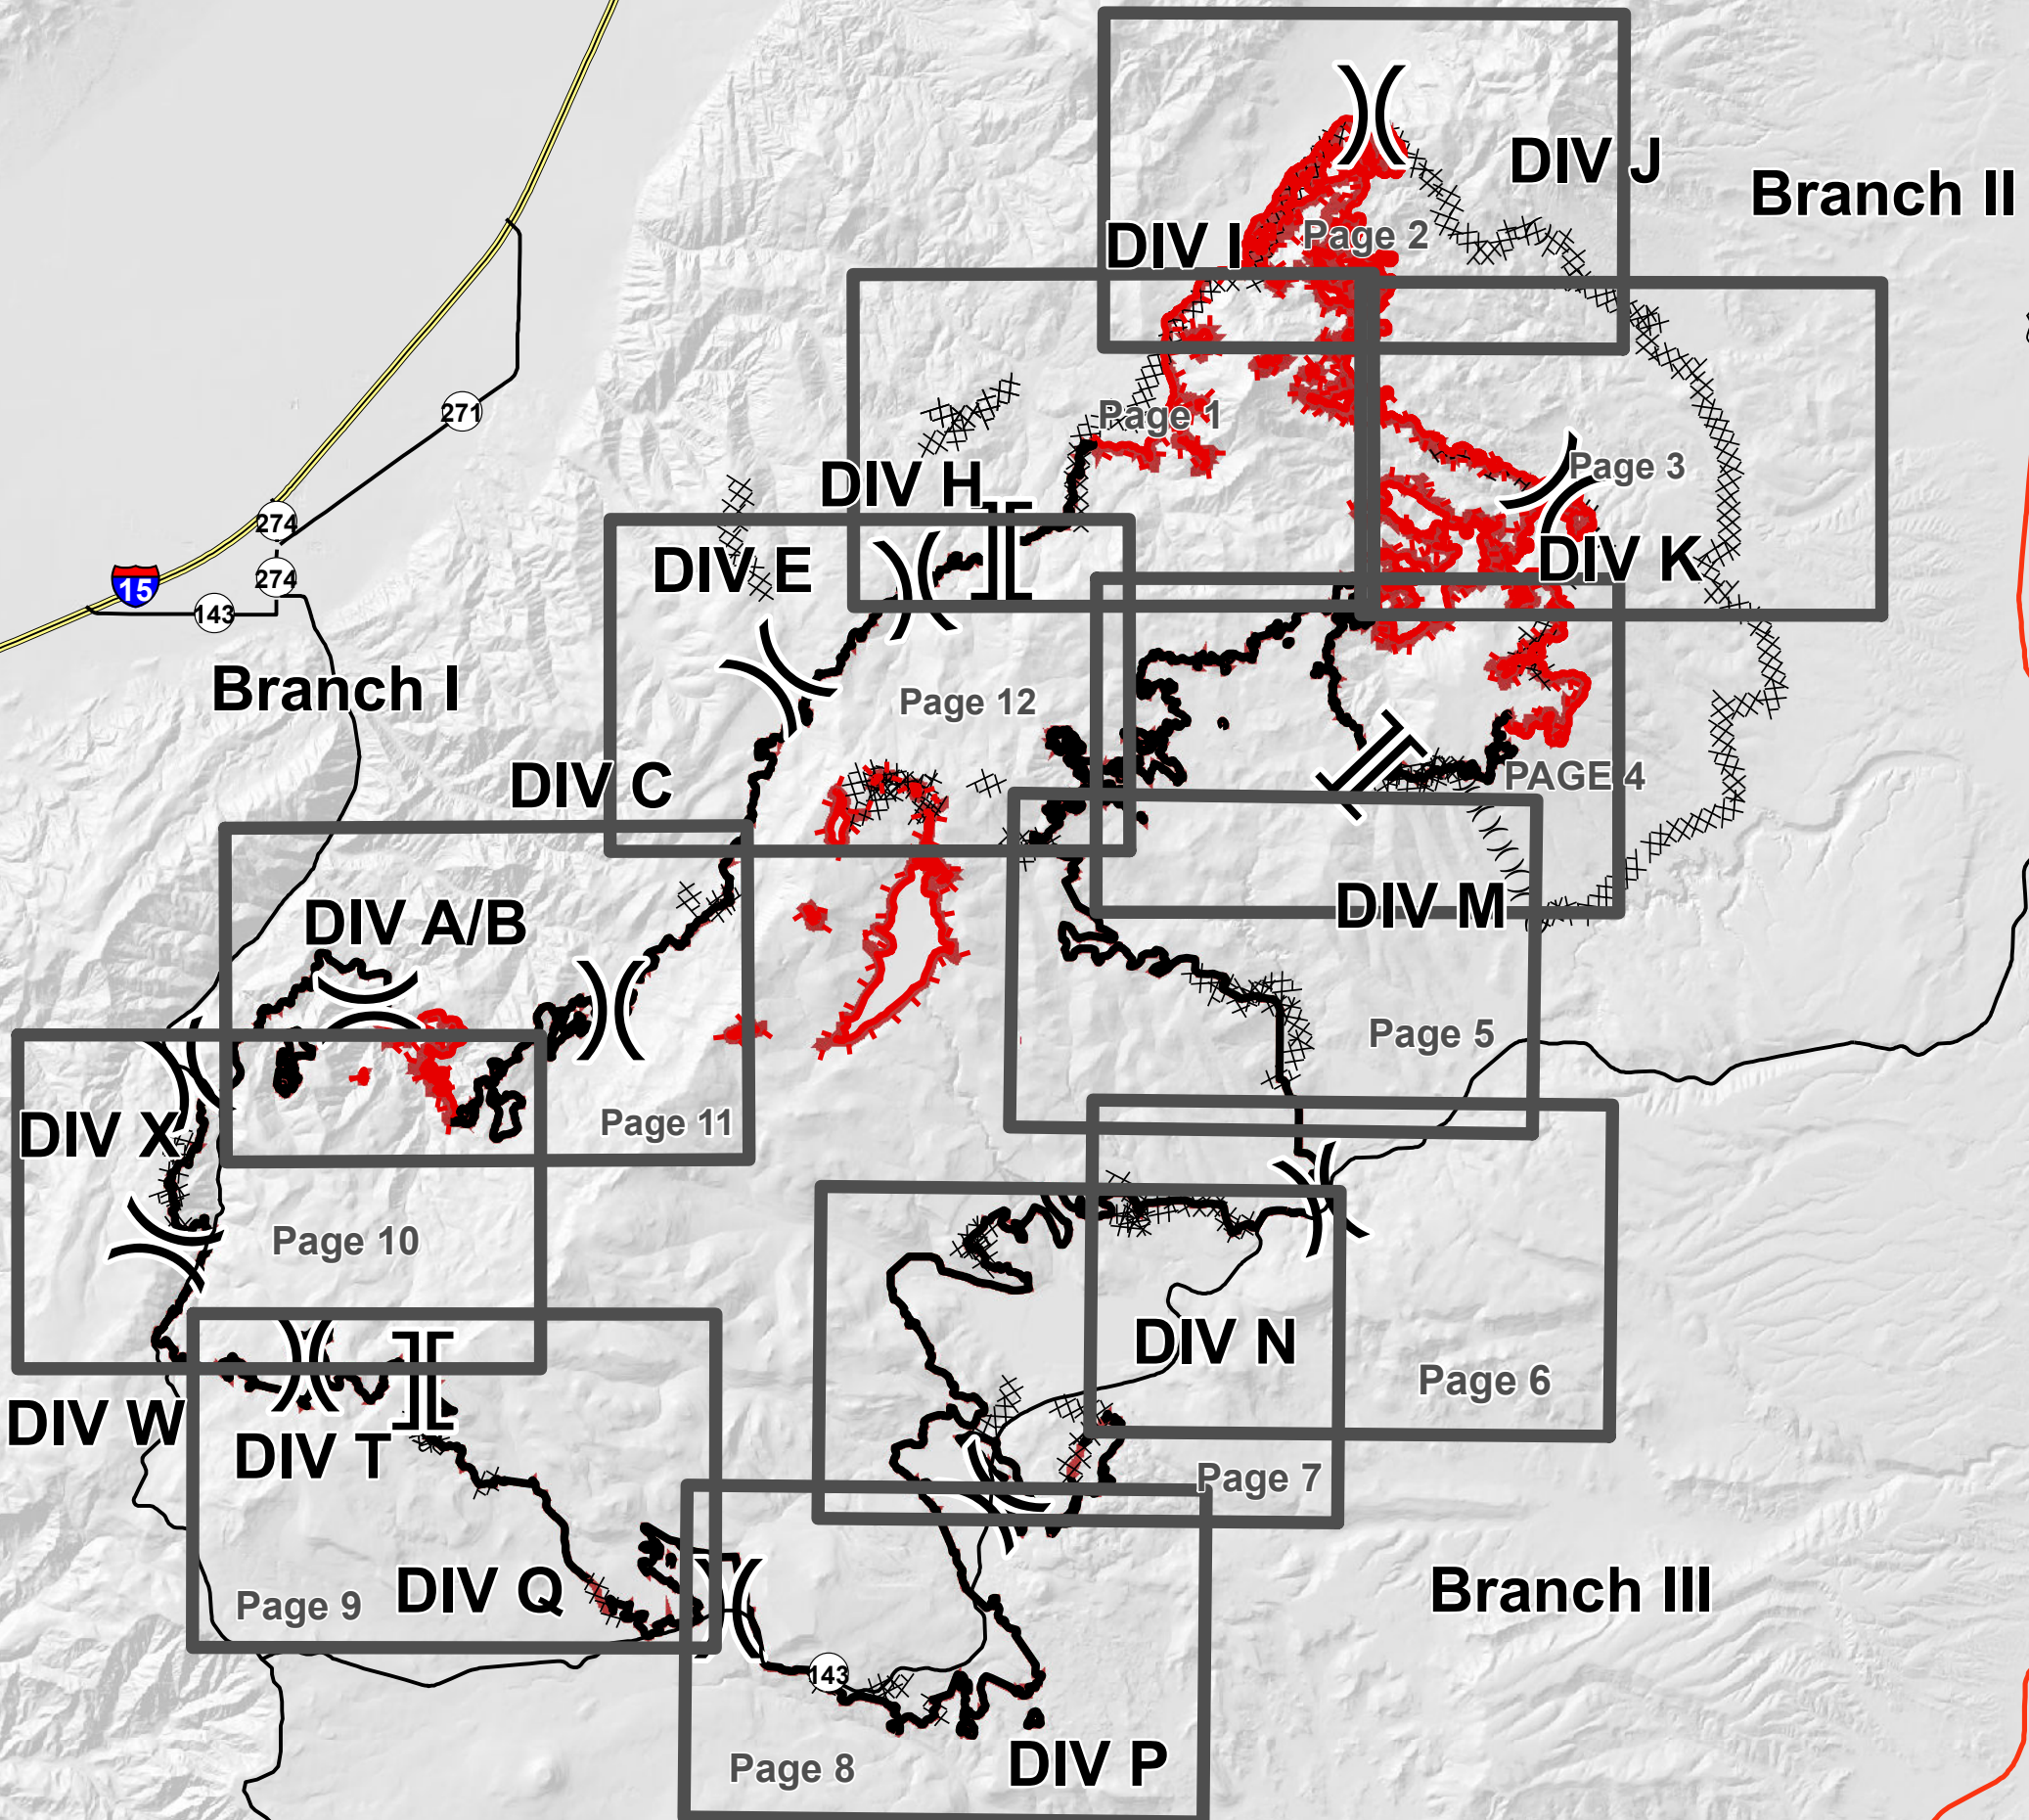 DIV J
Branch II
DIV I
Page 2
271
Page 1
Page 3
DIV H
274
DIV E
DIV K
15
274
143
Branch I
Page 12
DIV C
PAGE 4
DIV M
DIV A/B
Page 5
Page 11
DIV X
Page 10
DIV N
Page 6
DIV W
DIV T
Page 7
DIV Q
Page 9
Branch III
143
Page 8
DIV P